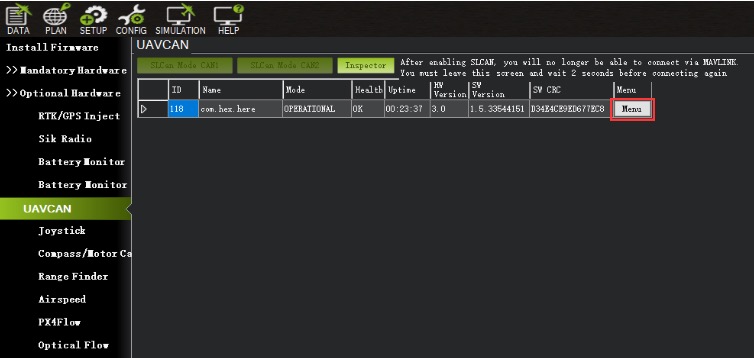 DATA PLAN SETUP CONFIG SIMULATION HELP
Install Firmware
>> Mandatory Hardware
>> Optional Hardware
RTK/GPS Inject
Sik Radio
Battery Monitor
Battery Monitor
UAVCAN
Joystick
Compass/Motor Ca
Range Finder
Airspeed
PX4Flow
Optical Flow
UAVCAN
SLCan Mode CAN1 SLCan Mode CAN2 Inspector
After enabling SLCAN, you will no longer be able to connect via MAVLINK.
You must leave this screen and wait 2 seconds before connecting again
ID Name Mode Health Uptime HW Version SW Version SW CRC Menu
118 com.hex.here OPERATIONAL OK 00:23:37 3.0 1.5.33544151 D34E4CE9ED677EC8 Menu